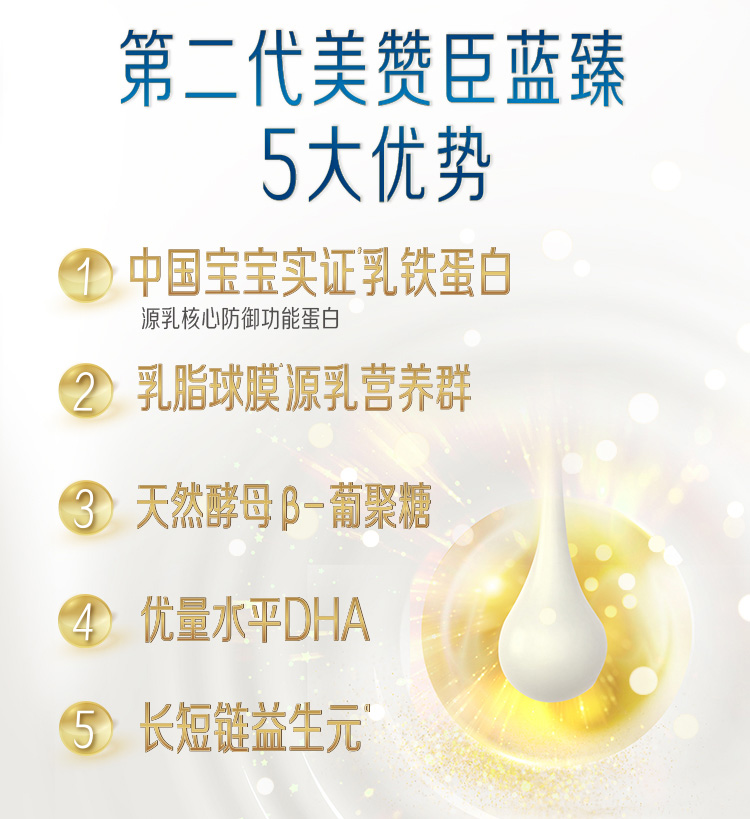 第二代美赞臣蓝臻
5大优势
1 中国宝宝实证乳铁蛋白
源乳核心防御功能蛋白
2 乳脂球膜源乳营养群
3 天然酵母β-葡聚糖
4 优量水平DHA
5 长短链益生元